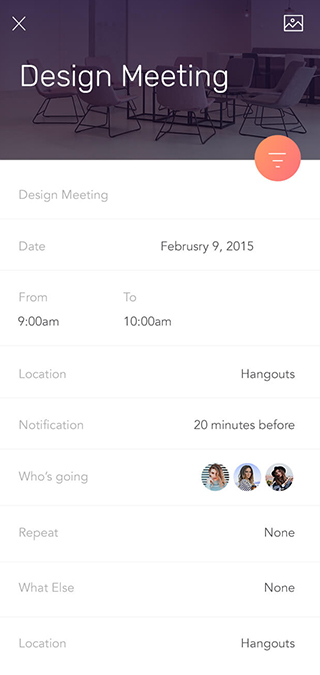 Design Meeting
Design Meeting
Date Februsry 9, 2015
From To
9:00am 10:00am
Location Hangouts
Notification 20 minutes before
Who's going
Repeat None
What Else None
Location Hangouts